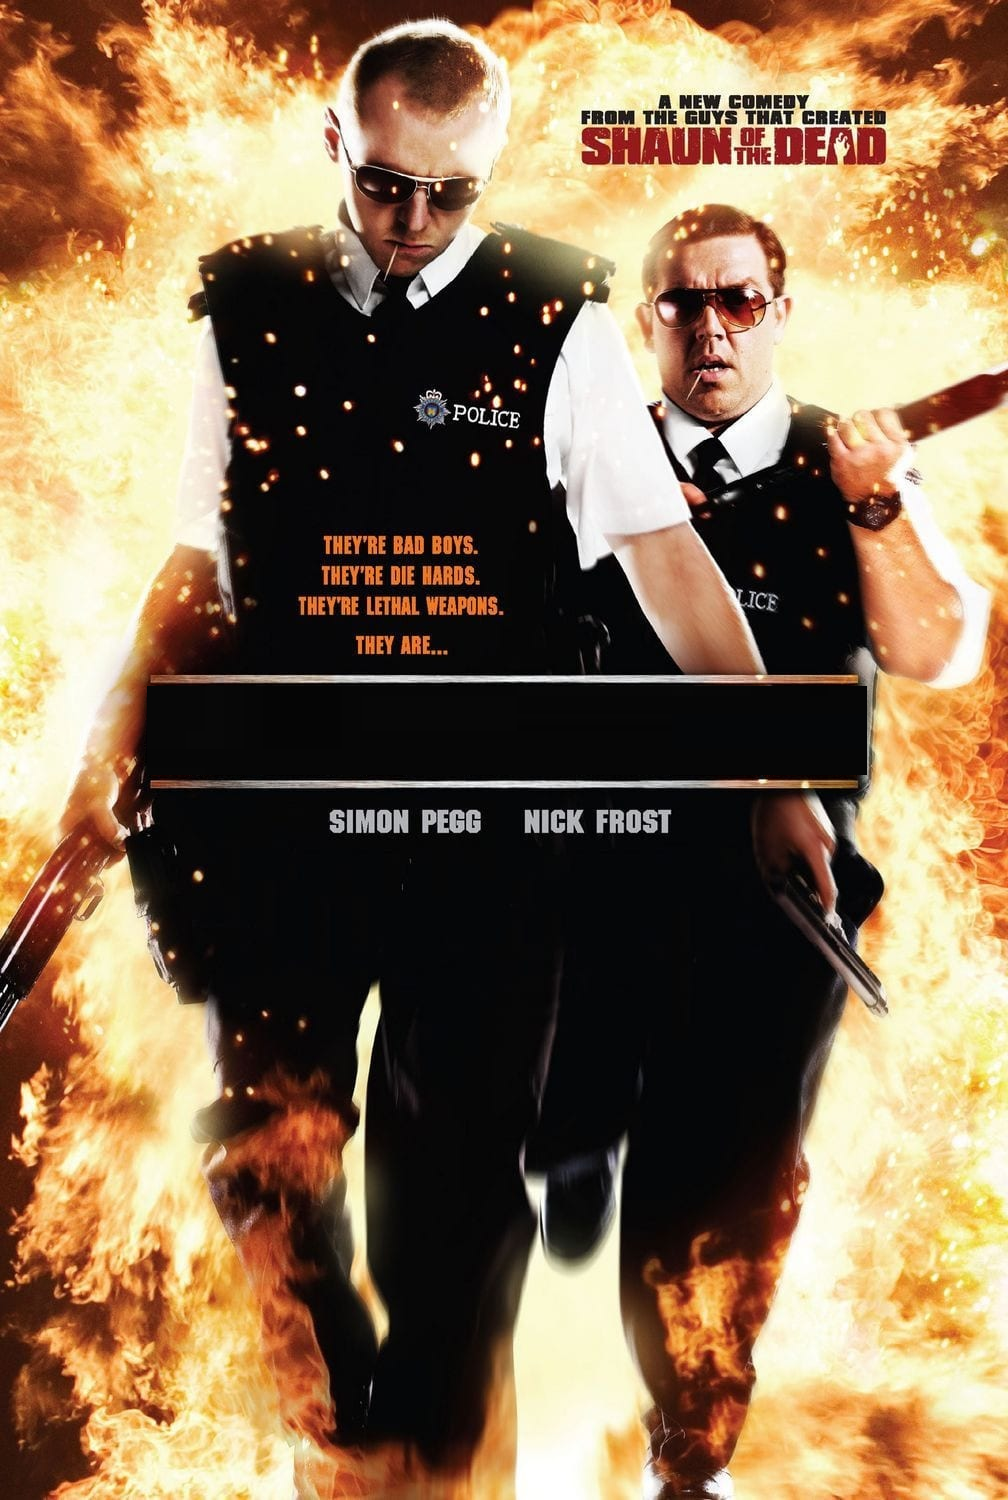 A NEW COMEDY
FROM THE GUYS THAT CREATED
SHAUN OF THE DEAD
POLICE
LICE
THEY'RE BAD BOYS.
THEY'RE DIE HARDS.
THEY'RE LETHAL WEAPONS.
THEY ARE...
SIMON PEGG NICK FROST